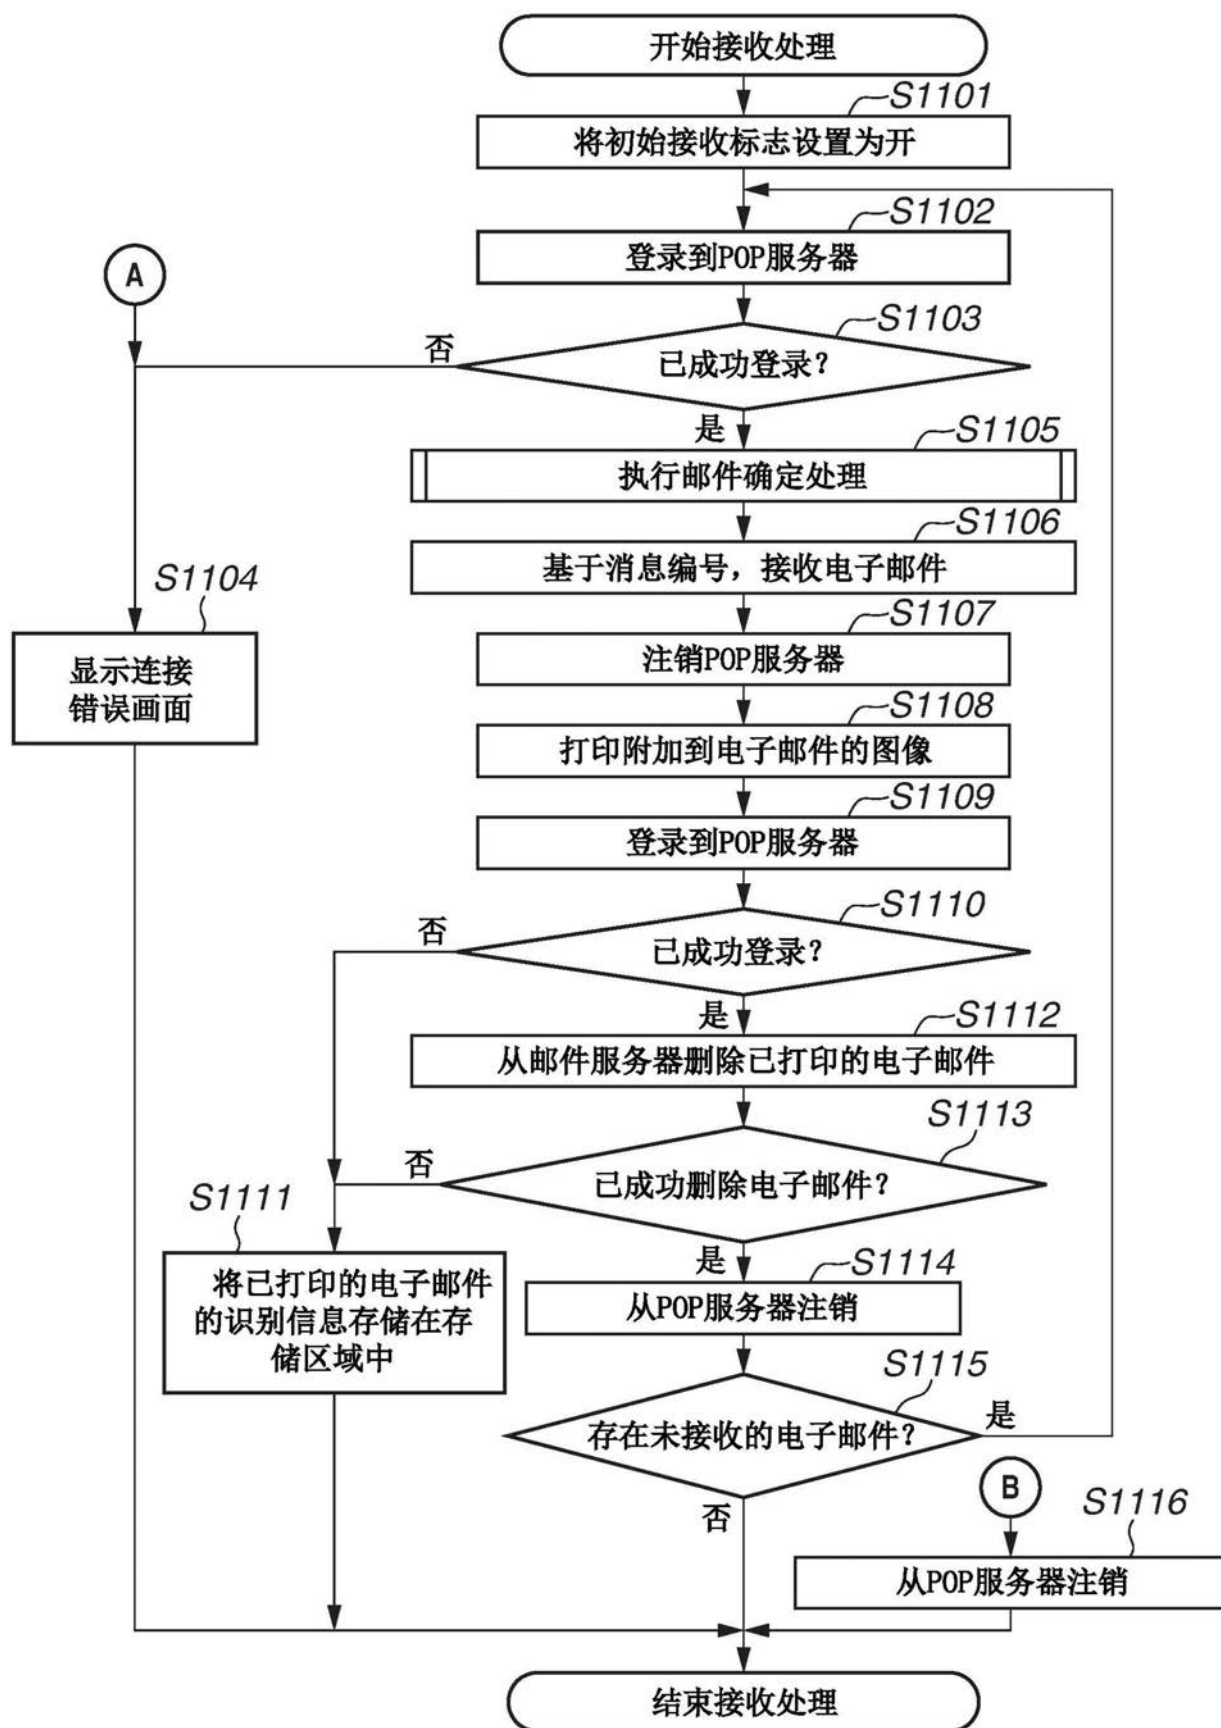 开始接收处理
S1101
将初始接收标志设置为开
S1102
登录到POP服务器
A
S1103
否
已成功登录？
是
S1105
执行邮件确定处理
S1106
基于消息编号，接收电子邮件
S1104
显示连接
错误画面
S1107
注销POP服务器
S1108
打印附加到电子邮件的图像
S1109
登录到POP服务器
S1110
否
已成功登录？
是
S1112
从邮件服务器删除已打印的电子邮件
S1113
否
已成功删除电子邮件？
S1111
将已打印的电子邮件
的识别信息存储在存
储区域中
是
S1114
从POP服务器注销
S1115
存在未接收的电子邮件？
是
否
B
S1116
从POP服务器注销
结束接收处理